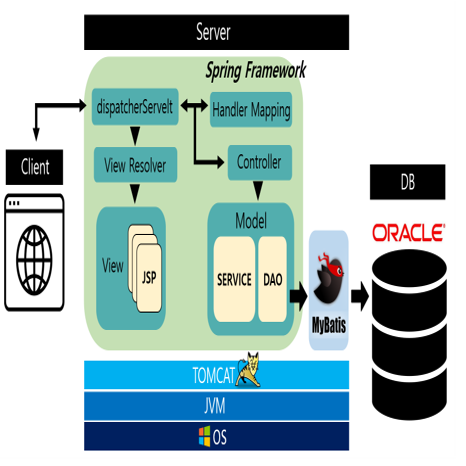 Server
Spring Framework
dispatcherServelt
Handler Mapping
Client
View Resolver
Controller
DB
Model
ORACLE
View
JSP
SERVICE
DAO
MyBatis
TOMCAT
JVM
OS